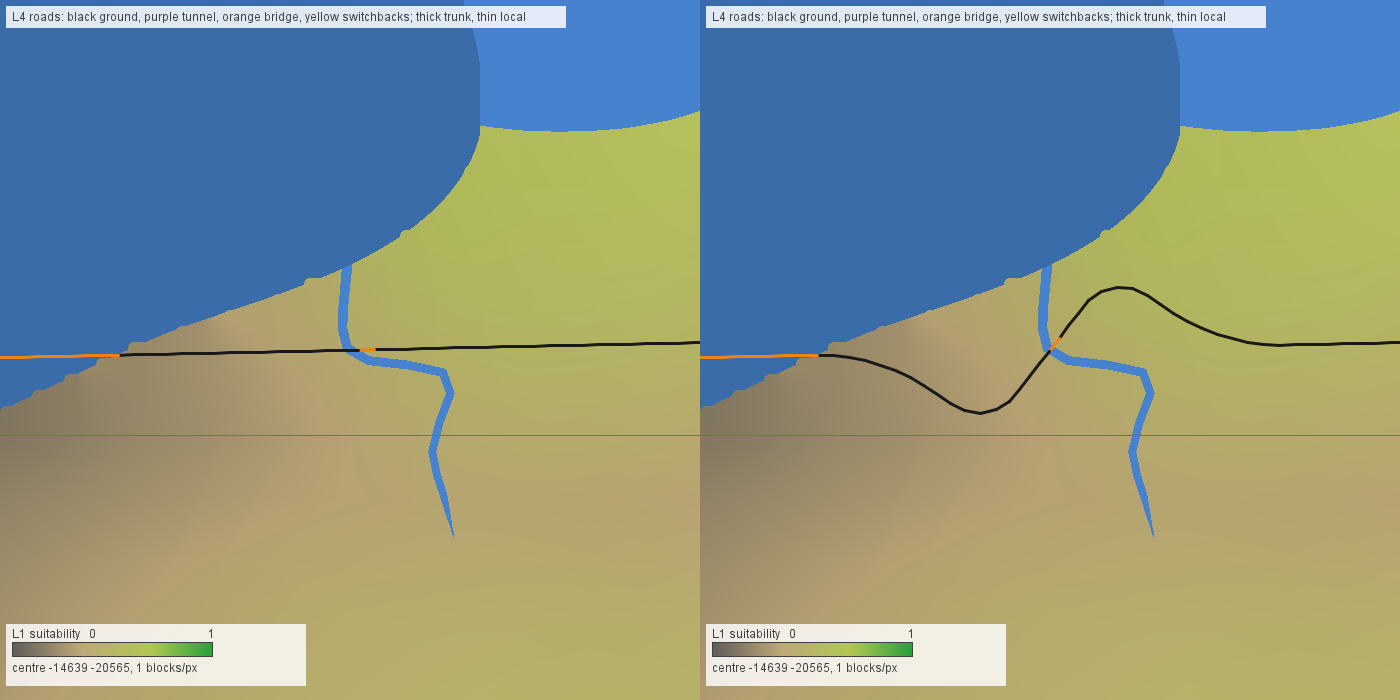 L4 roads: black ground, purple tunnel, orange bridge, yellow switchbacks; thick trunk, thin local
L1 suitability 0 1
centre -14639 -20565, 1 blocks/px
L4 roads: black ground, purple tunnel, orange bridge, yellow switchbacks; thick trunk, thin local
L1 suitability 0 1
centre -14639 -20565, 1 blocks/px